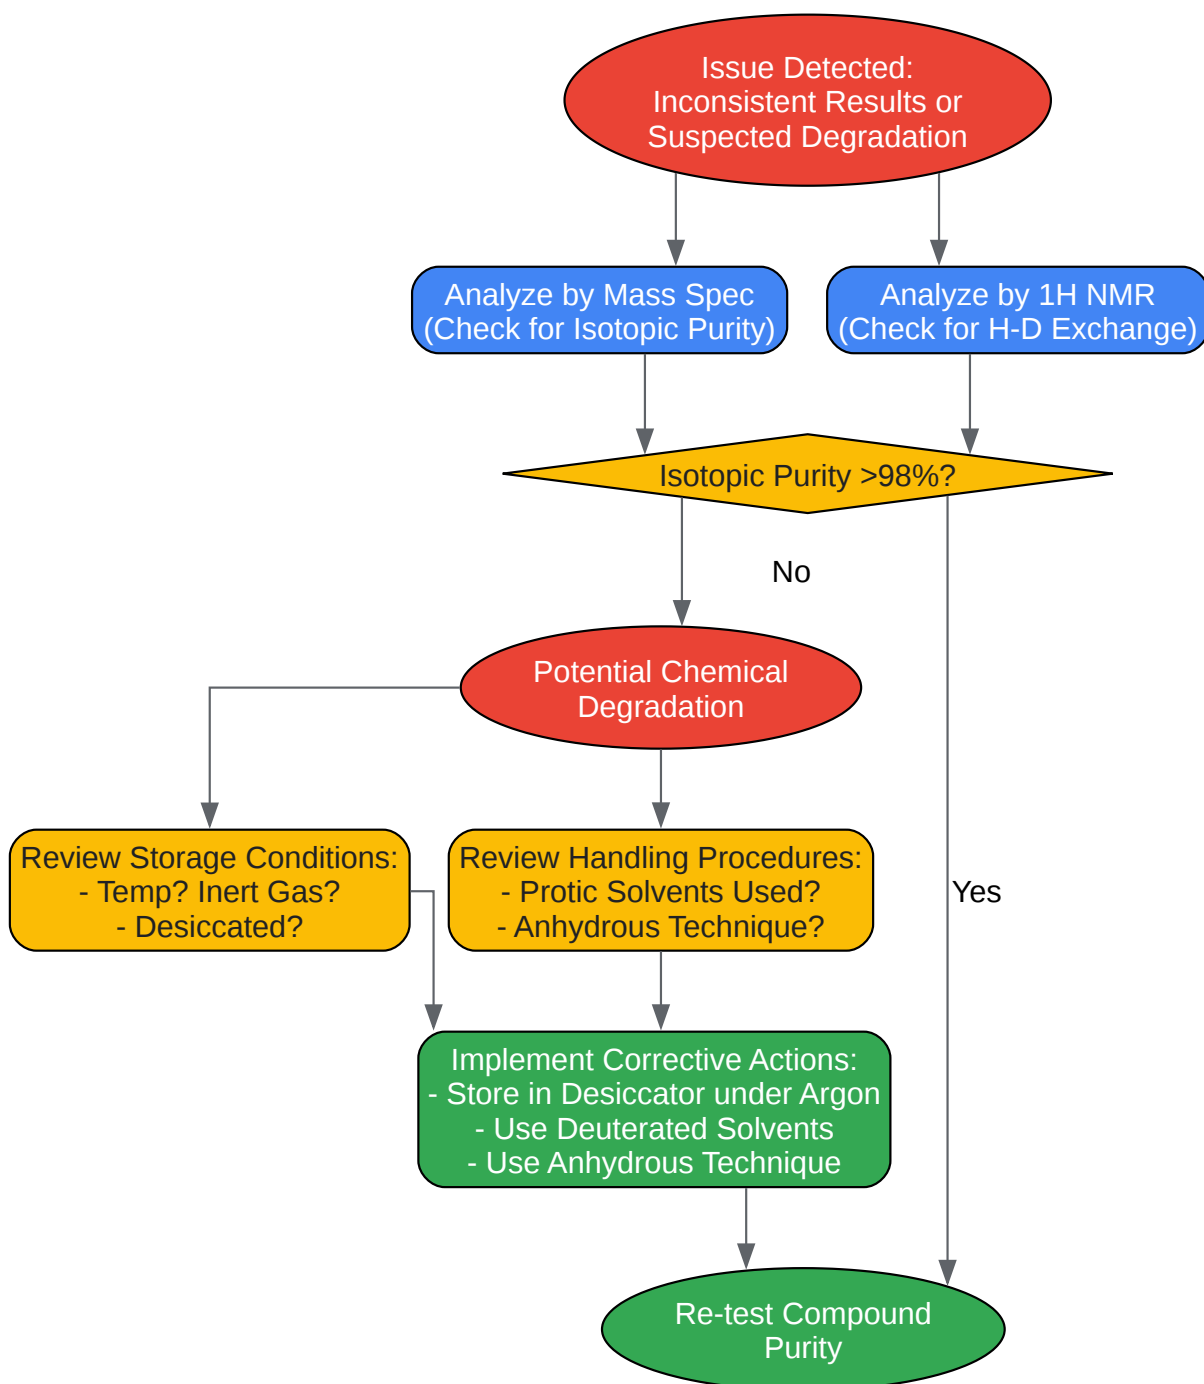 Issue Detected:
Inconsistent Results or
Suspected Degradation
Analyze by Mass Spec
(Check for Isotopic Purity)
Analyze by 1H NMR
(Check for H-D Exchange)
Isotopic Purity >98%?
No
Potential Chemical
Degradation
Review Storage Conditions:
- Temp? Inert Gas?
- Desiccated?
Review Handling Procedures:
- Protic Solvents Used?
- Anhydrous Technique?
Yes
Implement Corrective Actions:
- Store in Desiccator under Argon
- Use Deuterated Solvents
- Use Anhydrous Technique
Re-test Compound
Purity